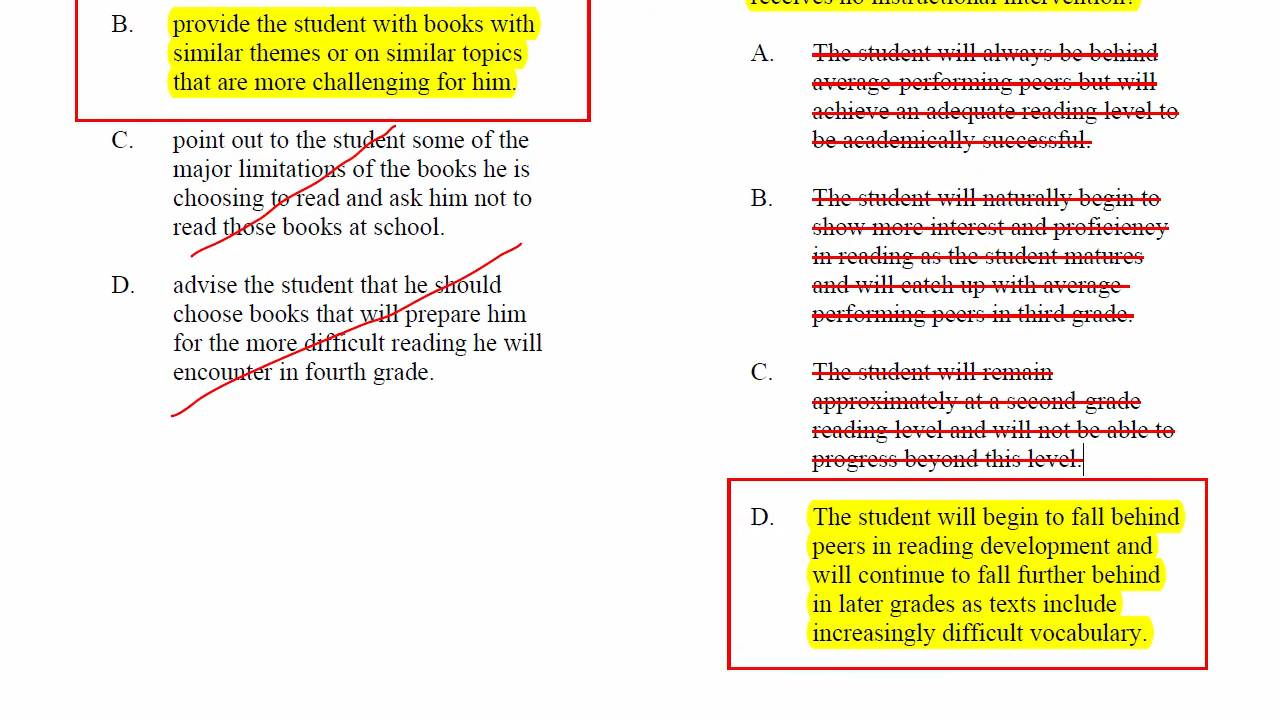 B. provide the student with books with
similar themes or on similar topics
that are more challenging for him.
C. point out to the student some of the
major limitations of the books he is
choosing to read and ask him not to
read those books at school.
D. advise the student that he should
choose books that will prepare him
for the more difficult reading he will
encounter in fourth grade.
receives no instructional intervention?
A. The student will always be behind
average-performing peers but will
achieve an adequate reading level to
be academically successful.
B. The student will naturally begin to
show more interest and proficiency
in reading as the student matures
and will catch up with average-
performing peers in third grade.
C. The student will remain
approximately at a second-grade
reading level and will not be able to
progress beyond this level.
D. The student will begin to fall behind
peers in reading development and
will continue to fall further behind
in later grades as texts include
increasingly difficult vocabulary.